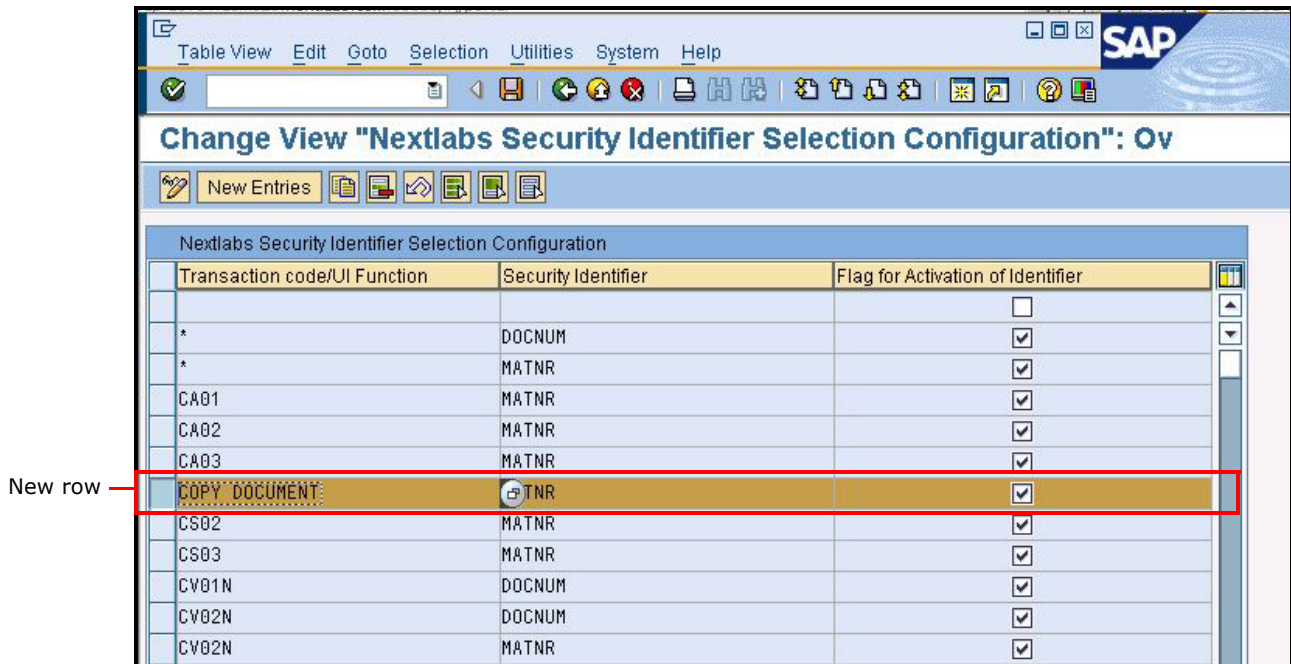 Table View Edit Goto Selection Utilities System Help
SAP
Change View "Nextlabs Security Identifier Selection Configuration": Ov
New Entries
Nextlabs Security Identifier Selection Configuration
Transaction code/UI Function Security Identifier Flag for Activation of Identifier
* DOCNUM
* MATNR
CA01 MATNR
CA02 MATNR
CA03 MATNR
New row COPY DOCUMENT TNR
CS02 MATNR
CS03 MATNR
CV01N DOCNUM
CV02N DOCNUM
CV02N MATNR